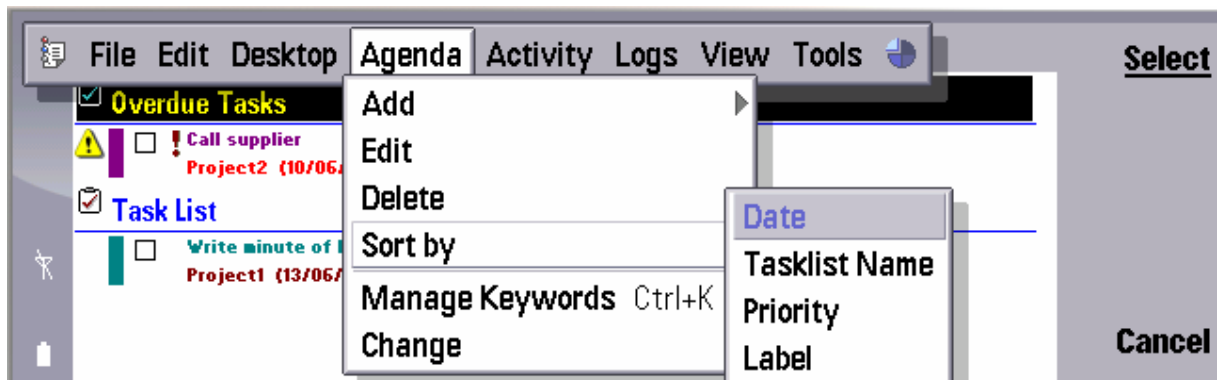 File Edit Desktop Agenda Activity Logs View Tools
Select
Overdue Tasks
Call supplier
Project2 (10/06/
Task List
Write minute of
Project1 (13/06/
Add
Edit
Delete
Sort by
Manage Keywords Ctrl+K
Change
Date
Tasklist Name
Priority
Label
Cancel